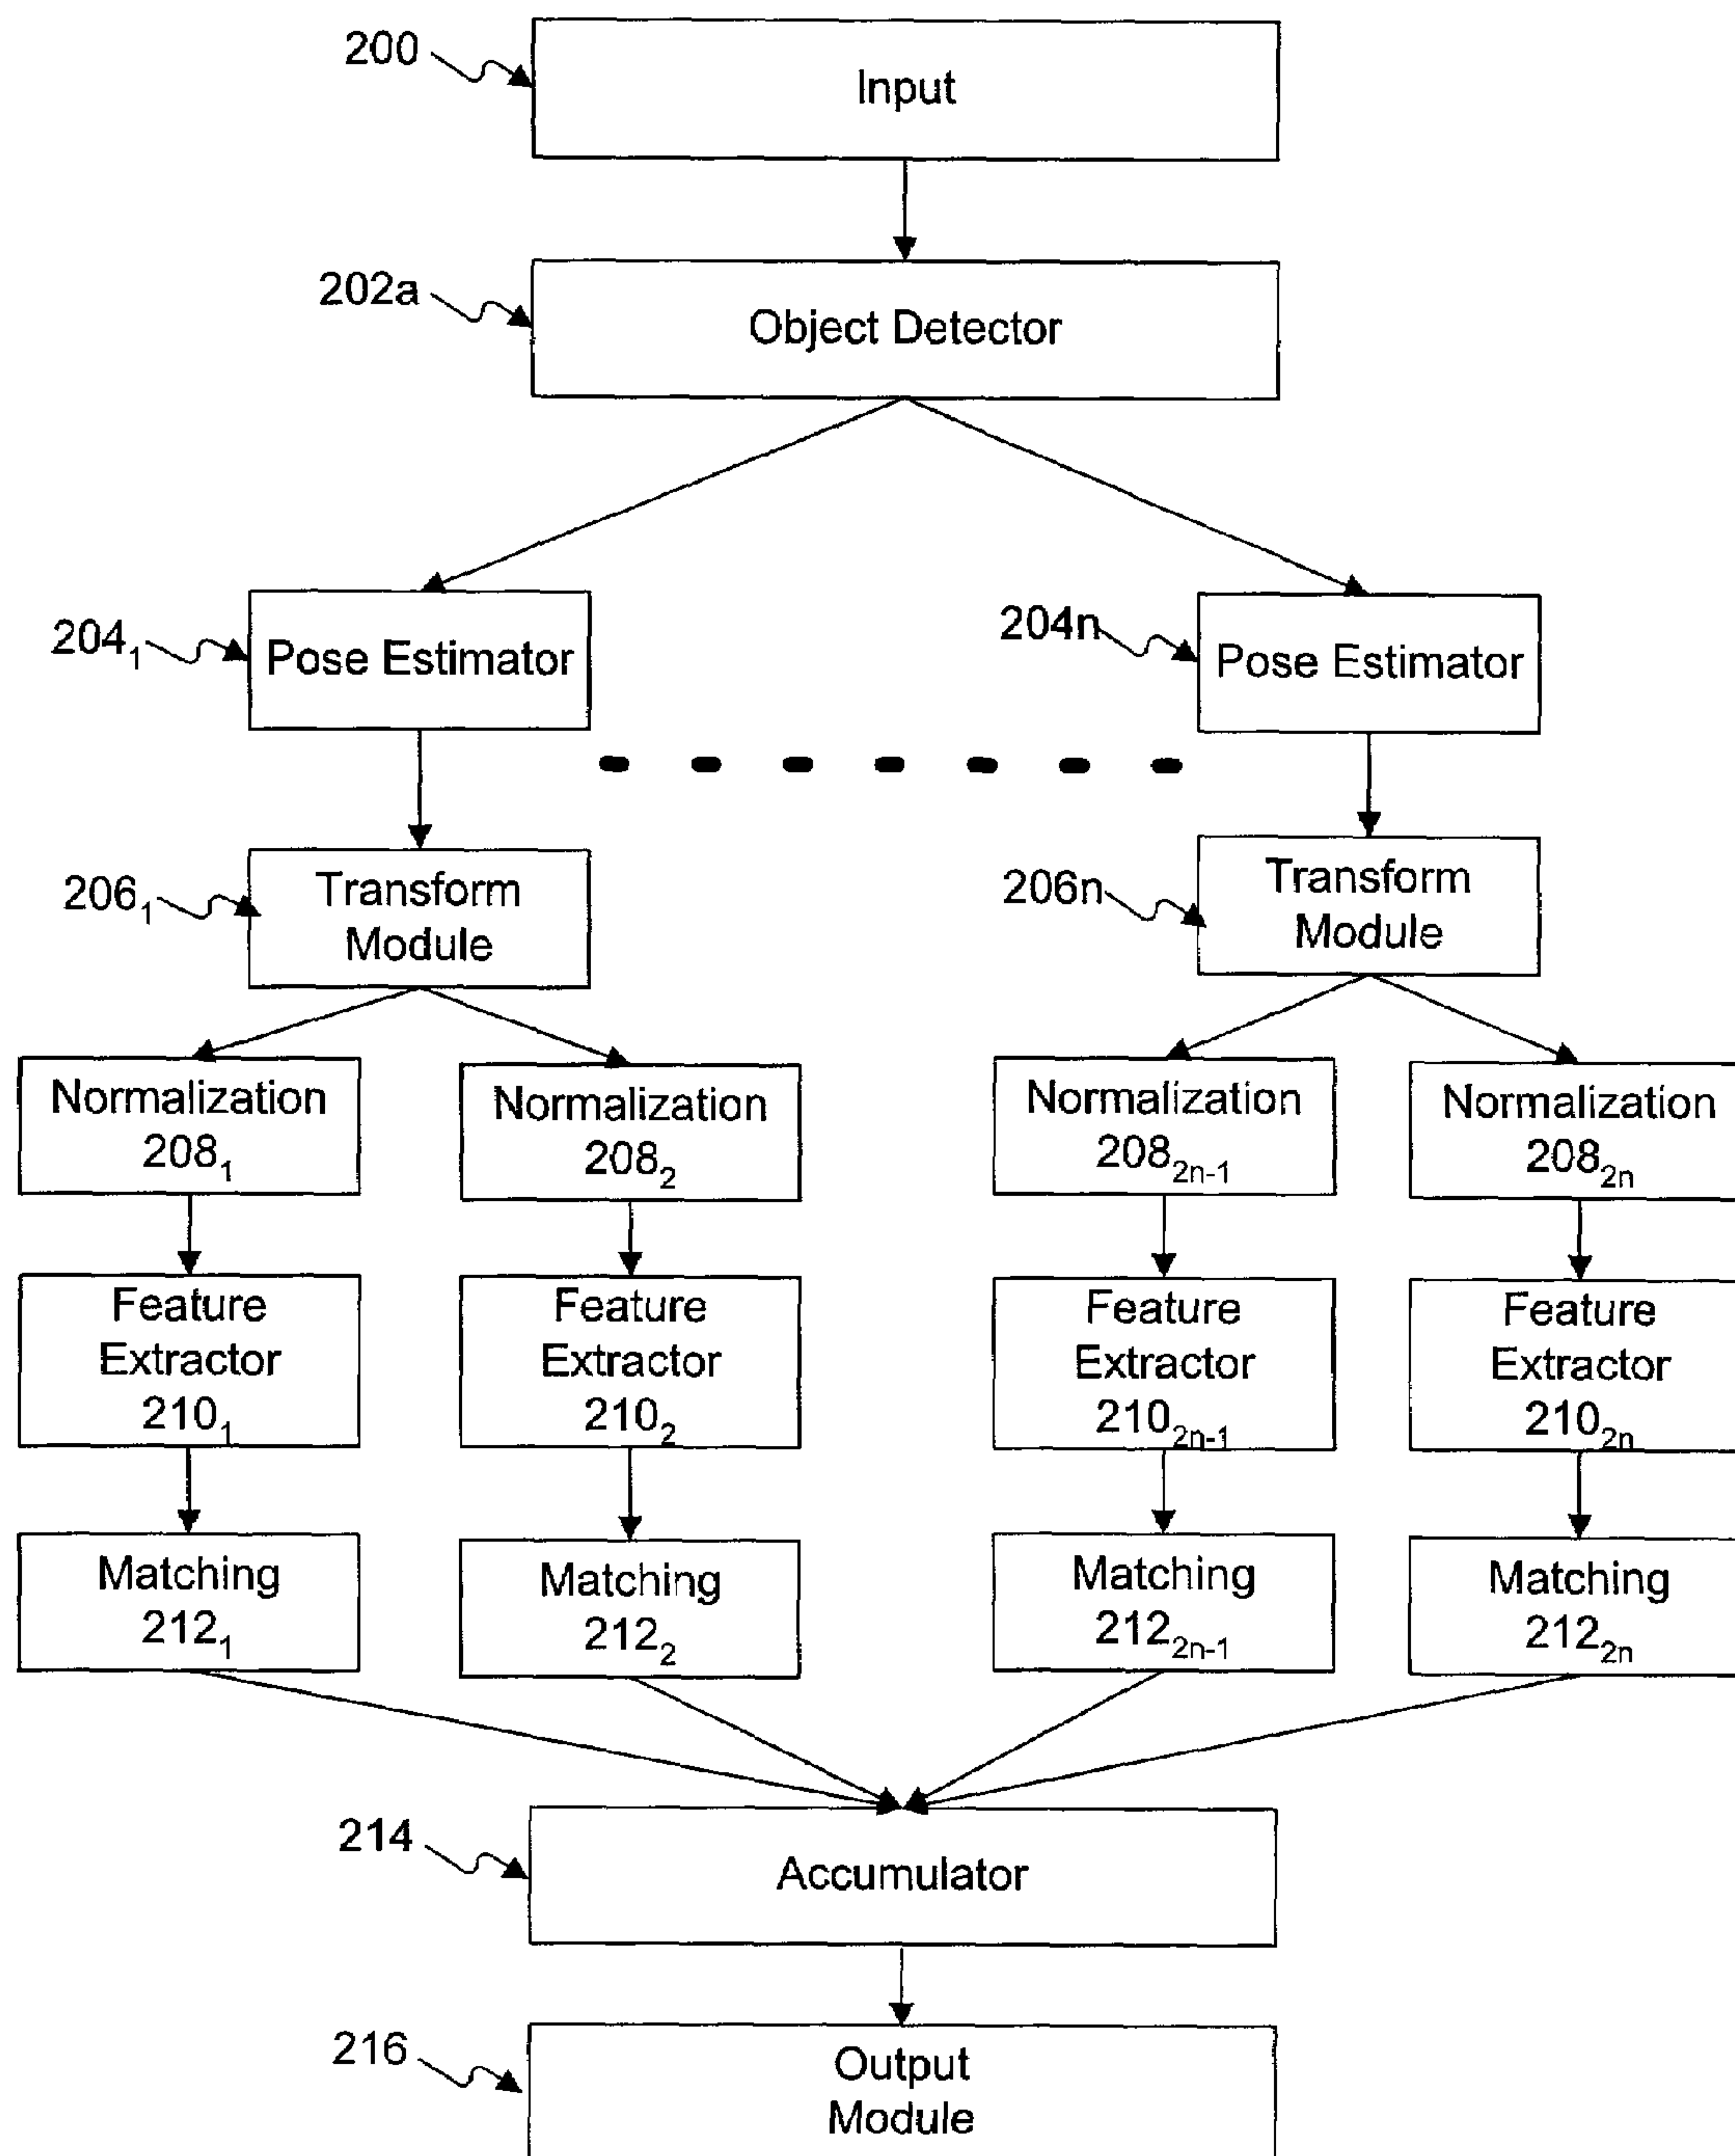 200
Input
202a
Object Detector
204₁
Pose Estimator
204n
Pose Estimator
206₁
Transform
Module
206n
Transform
Module
Normalization
208₁
Normalization
208₂
Normalization
208₂ₙ₋₁
Normalization
208₂ₙ
Feature
Extractor
210₁
Feature
Extractor
210₂
Feature
Extractor
210₂ₙ₋₁
Feature
Extractor
210₂ₙ
Matching
212₁
Matching
212₂
Matching
212₂ₙ₋₁
Matching
212₂ₙ
214
Accumulator
216
Output
Module